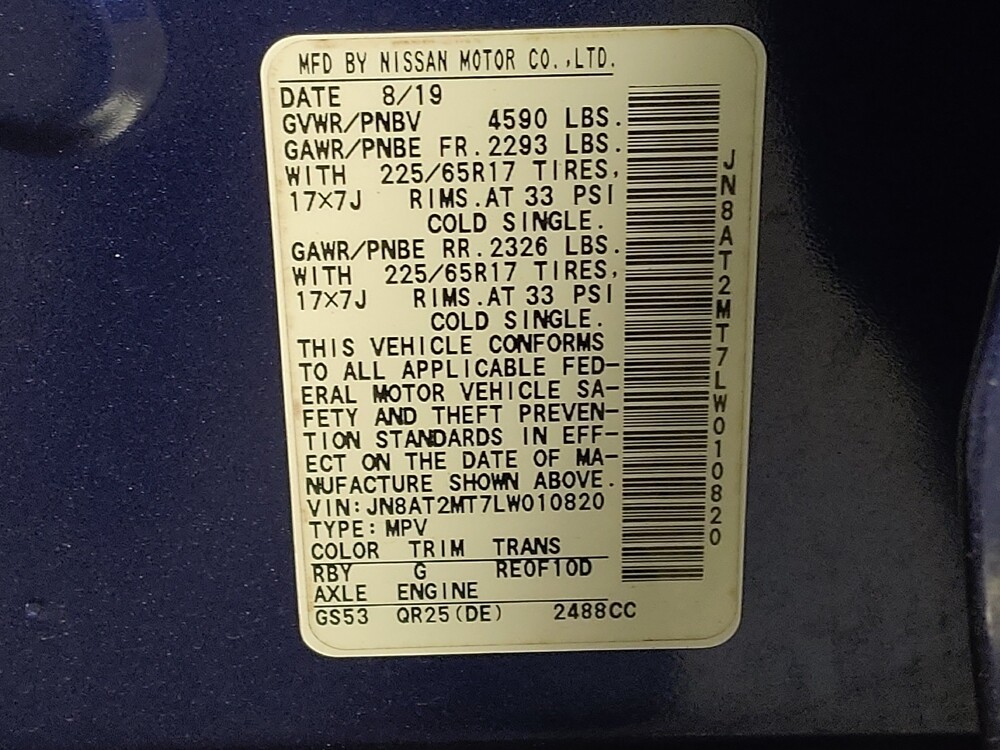 MFD BY NISSAN MOTOR CO.,LTD.
DATE 8/19
GVWR/PNBV 4590 LBS.
GAWR/PNBE FR.2293 LBS.
WITH 225/65R17 TIRES,
17×7J RIMS.AT 33 PSI
COLD SINGLE.
GAWR/PNBE RR.2326 LBS.
WITH 225/65R17 TIRES,
17×7J RIMS.AT 33 PSI
COLD SINGLE.
THIS VEHICLE CONFORMS
TO ALL APPLICABLE FED-
ERAL MOTOR VEHICLE SA-
FETY AND THEFT PREVEN-
TION STANDARDS IN EFF-
ECT ON THE DATE OF MA-
NUFACTURE SHOWN ABOVE.
VIN:JN8AT2MT7LW010820
TYPE:MPV
COLOR TRIM TRANS
RBY G RE0F10D
AXLE ENGINE
GS53 QR25(DE) 2488CC
JN8AT2MT7LW010820